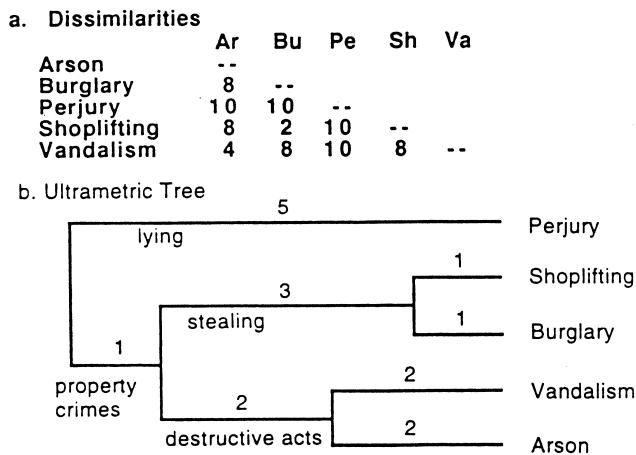 a. Dissimilarities
Ar Bu Pe Sh Va
Arson --
Burglary 8 --
Perjury 10 10 --
Shoplifting 8 2 10 --
Vandalism 4 8 10 8 --
b. Ultrametric Tree
5
Perjury
lying
1
Shoplifting
3
stealing
1
Burglary
1
property
crimes
2
Vandalism
2
destructive acts
2
Arson